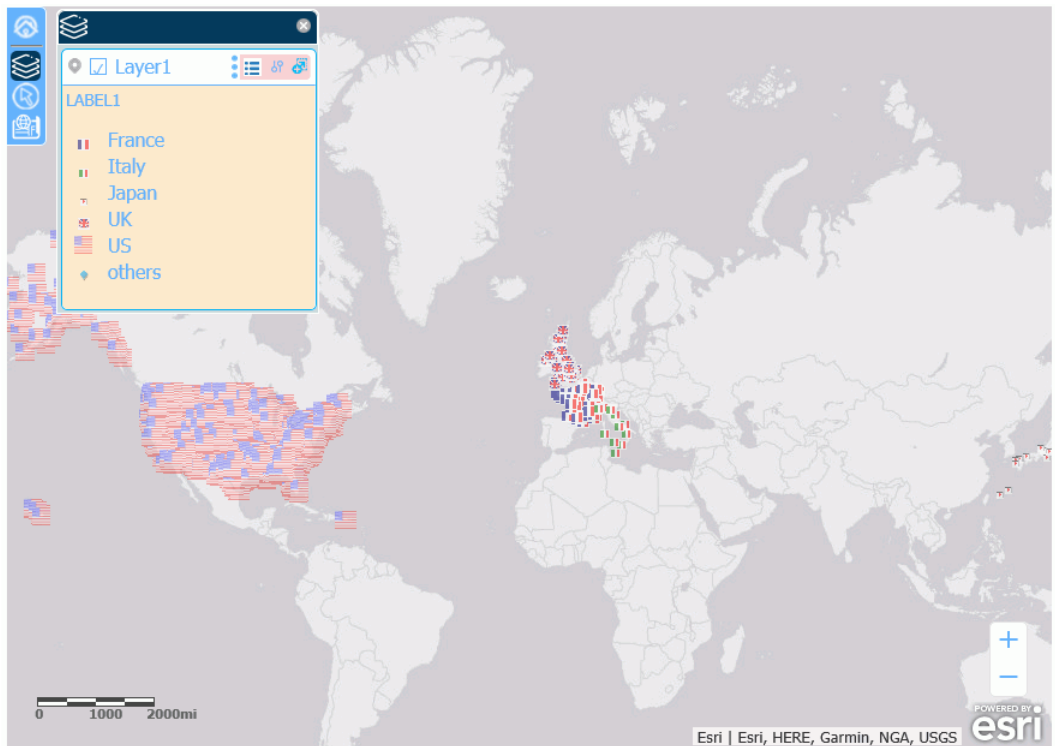 Layer1
LABEL1
France
Italy
Japan
UK
US
others
0 1000 2000mi
Esri | Esri, HERE, Garmin, NGA, USGS
+
−
POWERED BY
esri